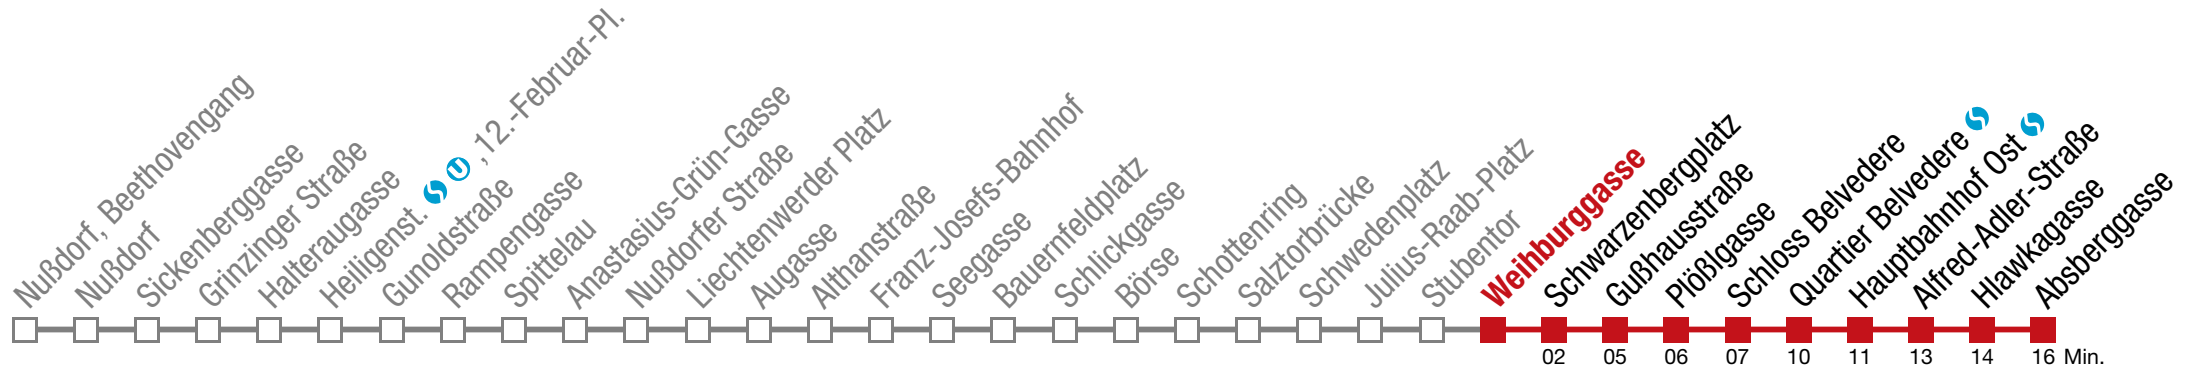 Nußdorf, Beethovengang
Nußdorf
Sickenberggasse
Grinzinger Straße
Halteraugasse
Heiligenst. S U , 12.-Februar-Pl.
Gunoldstraße
Rampengasse
Spittelau
Anastasius-Grün-Gasse
Nußdorfer Straße
Liechtenwerder Platz
Augasse
Althanstraße
Franz-Josefs-Bahnhof
Seegasse
Bauernfeldplatz
Schlickgasse
Börse
Schottenring
Salztorbrücke
Schwedenplatz
Julius-Raab-Platz
Stubentor
Weihburggasse
Schwarzenbergplatz
Gußhausstraße
Plößlgasse
Schloss Belvedere
Quartier Belvedere S
Hauptbahnhof Ost S
Alfred-Adler-Straße
Hawkagasse
Absberggasse
02 05 06 07 10 11 13 14 16 Min.